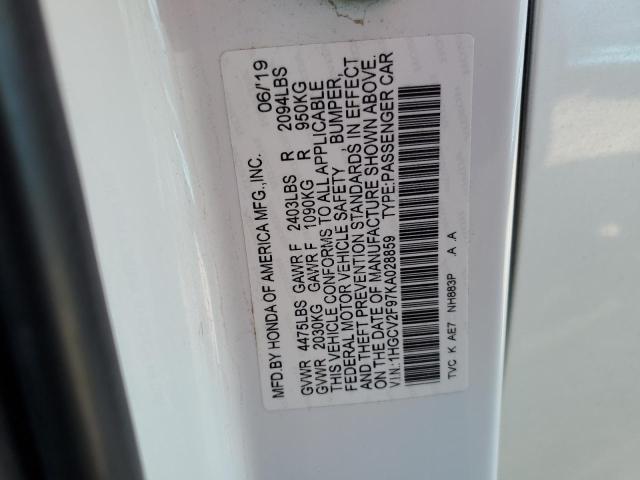 MFD.BY HONDA OF AMERICA MFG.,INC. 06/19
GVWR 4475LBS GAWR F 2403LBS R 2094LBS
GVWR 2030KG GAWR F 1090KG R 950KG
THIS VEHICLE CONFORMS TO ALL APPLICABLE
FEDERAL MOTOR VEHICLE SAFETY, BUMPER,
AND THEFT PREVENTION STANDARDS IN EFFECT
ON THE DATE OF MANUFACTURE SHOWN ABOVE.
VIN:1HGCV2F97KA028859 TYPE:PASSENGER CAR
TVC K AE7 NH883P .A .A